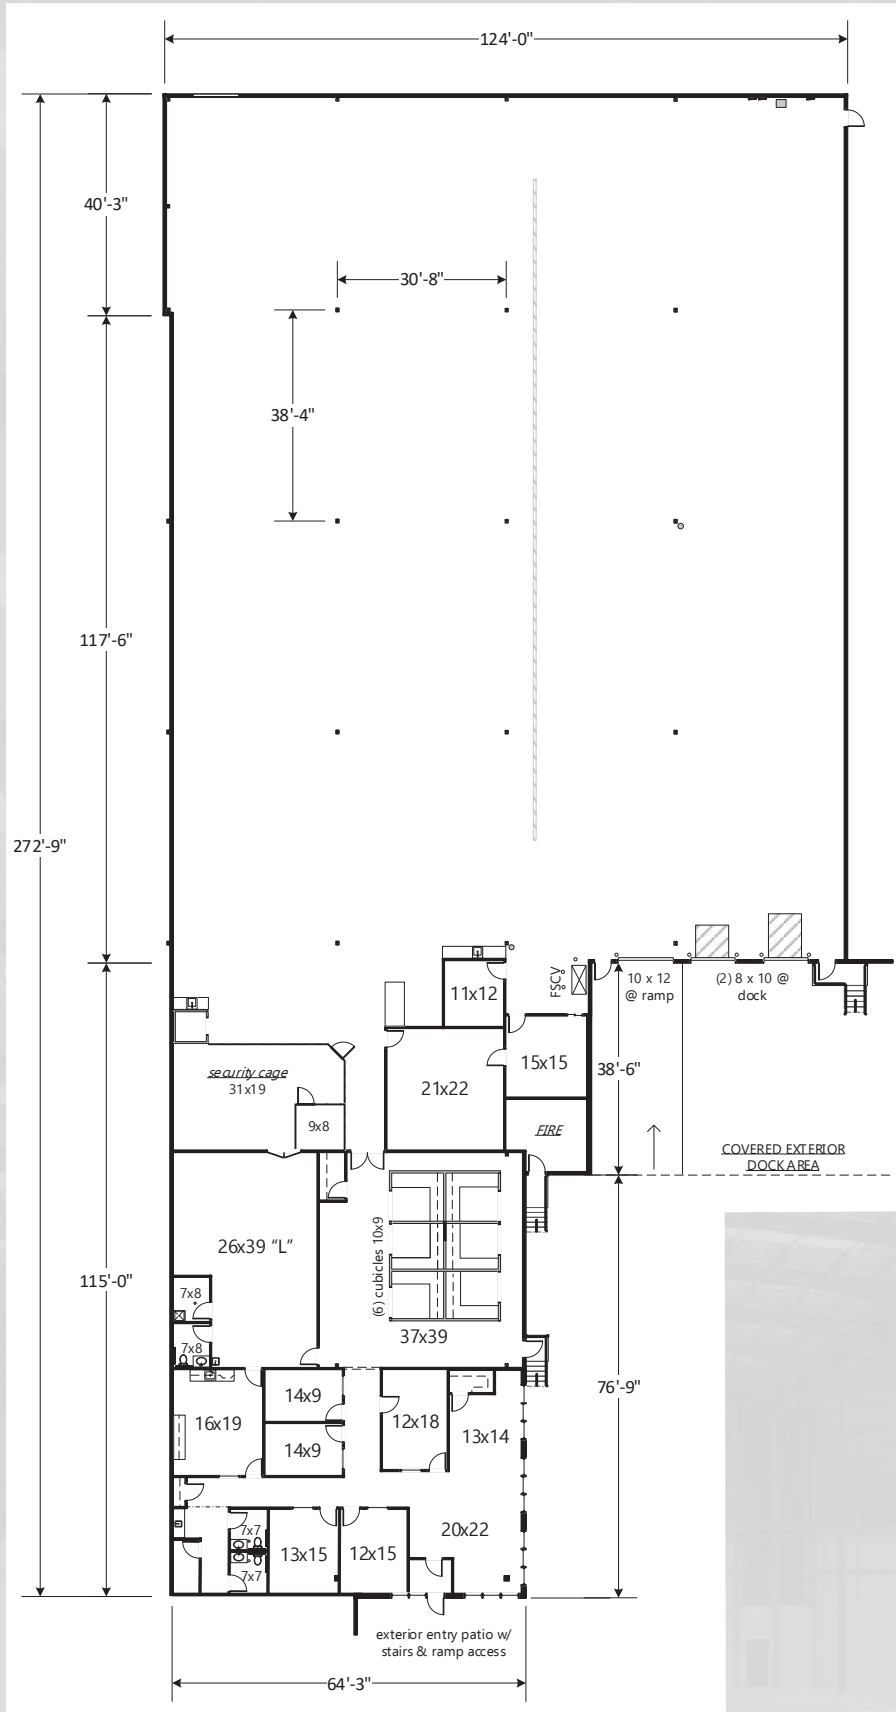 124'-0"
40'-3"
30'-8"
38'-4"
117'-6"
272'-9"
11x12
FSCV
10 x 12
@ ramp
(2) 8 x 10 @
dock
15x15
38'-6"
security cage
31x19
21x22
9x8
FIRE
COVERED EXTERIOR
DOCK AREA
26x39 "L"
(6) cubicles 10x9
115'-0"
7x8
7x8
37x39
76'-9"
14x9
16x19
12x18
13x14
14x9
20x22
7x7
13x15
12x15
7x7
exterior entry patio w/
stairs & ramp access
64'-3"